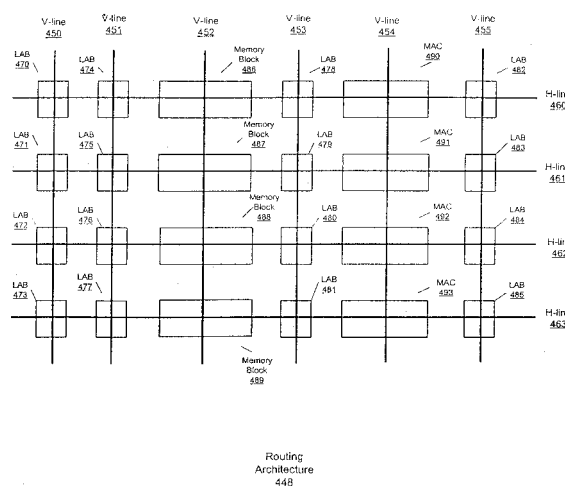 V-line V-line V-line V-line V-line V-line
450 451 452 453 454 455
LAB 470
LAB 474
Memory Block 486
LAB 478
MAC 490
LAB 482
H-line 460
LAB 471
LAB 475
Memory Block 487
LAB 479
MAC 491
LAB 483
H-line 461
LAB 472
LAB 476
Memory Block 488
LAB 480
MAC 492
LAB 484
H-line 462
LAB 473
LAB 477
LAB 481
MAC 493
LAB 485
H-line 463
Memory Block 489
Routing
Architecture
448